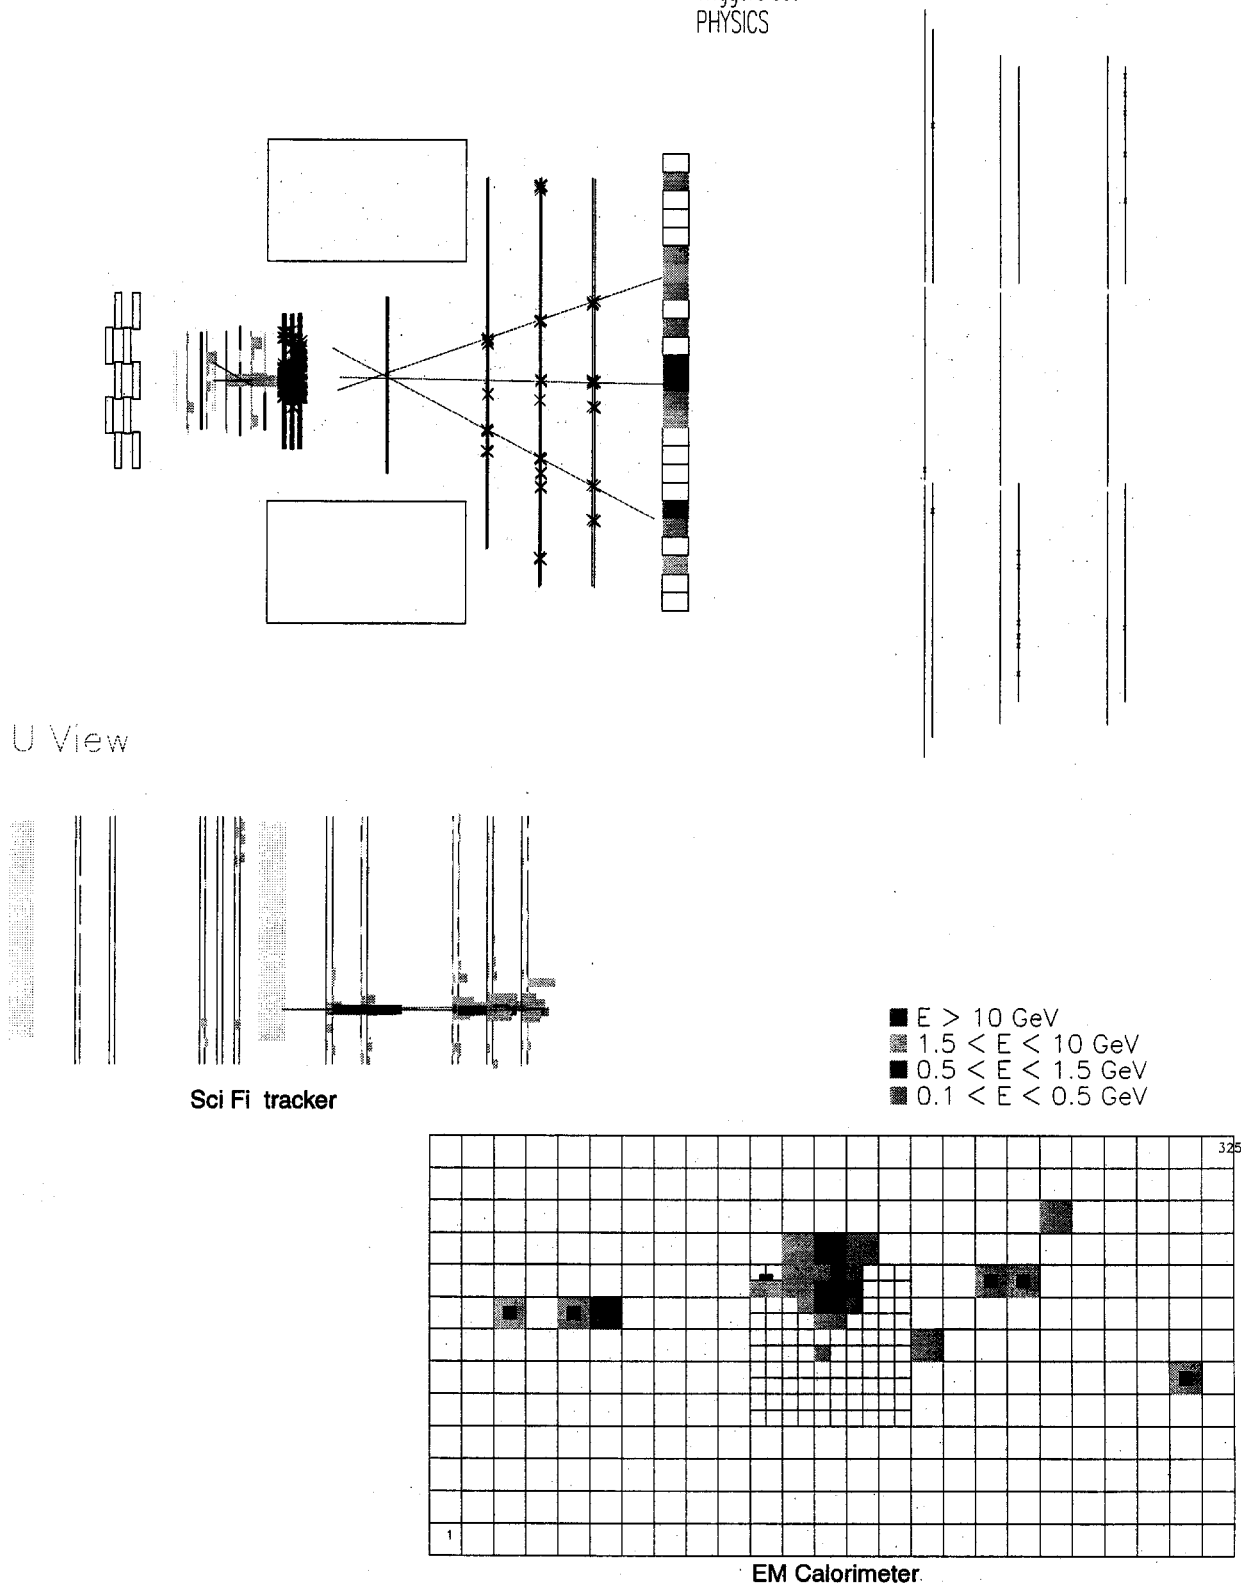 PHYSICS
U View
Sci Fi tracker
E > 10 GeV
1.5 < E < 10 GeV
0.5 < E < 1.5 GeV
0.1 < E < 0.5 GeV
325
1
EM Calorimeter